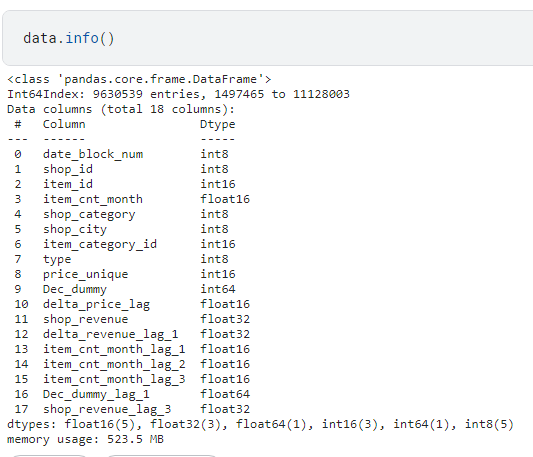 data.info()
<class 'pandas.core.frame.DataFrame'>
Int64Index: 9630539 entries, 1497465 to 11128003
Data columns (total 18 columns):
 #   Column                Dtype
---  ------                -----
 0   date_block_num        int8
 1   shop_id               int8
 2   item_id               int16
 3   item_cnt_month        float16
 4   shop_category         int8
 5   shop_city             int8
 6   item_category_id      int16
 7   type                  int8
 8   price_unique          int16
 9   Dec_dummy             int64
 10  delta_price_lag       float16
 11  shop_revenue          float32
 12  delta_revenue_lag_1   float32
 13  item_cnt_month_lag_1  float16
 14  item_cnt_month_lag_2  float16
 15  item_cnt_month_lag_3  float16
 16  Dec_dummy_lag_1       float64
 17  shop_revenue_lag_3    float32
dtypes: float16(5), float32(3), float64(1), int16(3), int64(1), int8(5)
memory usage: 523.5 MB